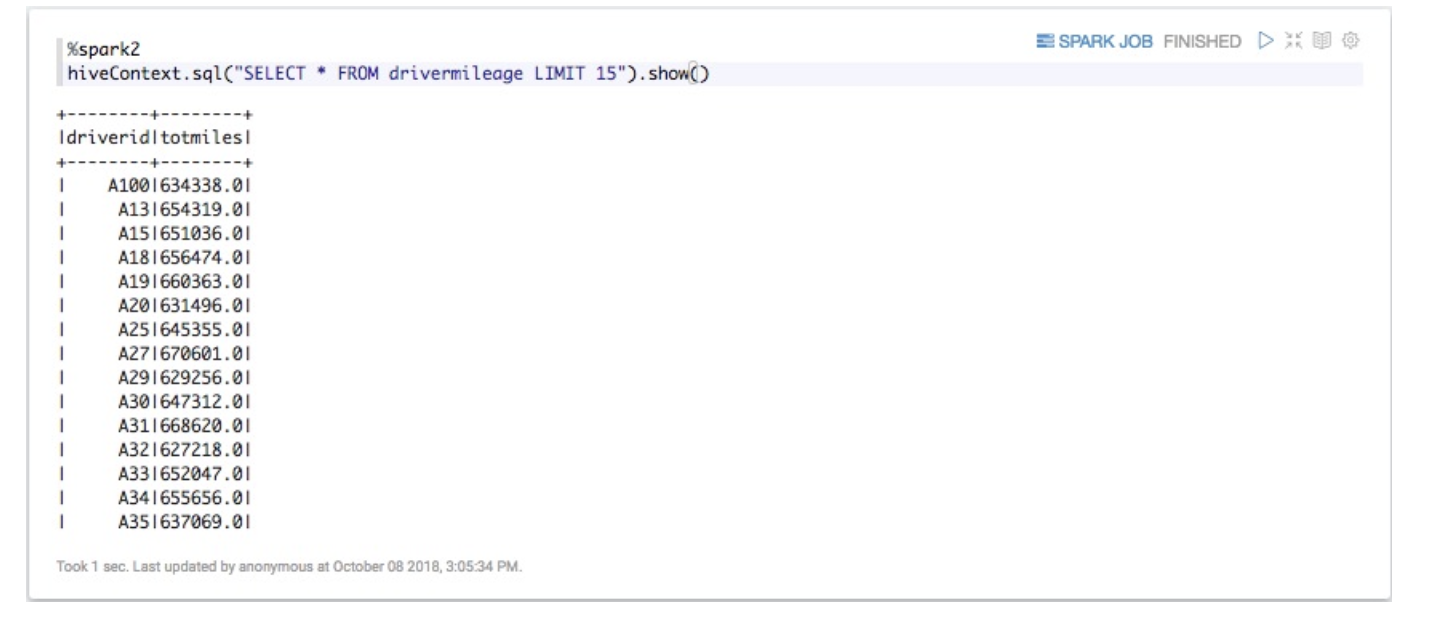 %spark2
SPARK JOB FINISHED
hiveContext.sql("SELECT * FROM drivermileage LIMIT 15").show()
+--------+--------+
|driverid|totmiles|
+--------+--------+
|    A100|634338.0|
|     A13|654319.0|
|     A15|651036.0|
|     A18|656474.0|
|     A19|660363.0|
|     A20|631496.0|
|     A25|645355.0|
|     A27|670601.0|
|     A29|629256.0|
|     A30|647312.0|
|     A31|668620.0|
|     A32|627218.0|
|     A33|652047.0|
|     A34|655656.0|
|     A35|637069.0|
Took 1 sec. Last updated by anonymous at October 08 2018, 3:05:34 PM.